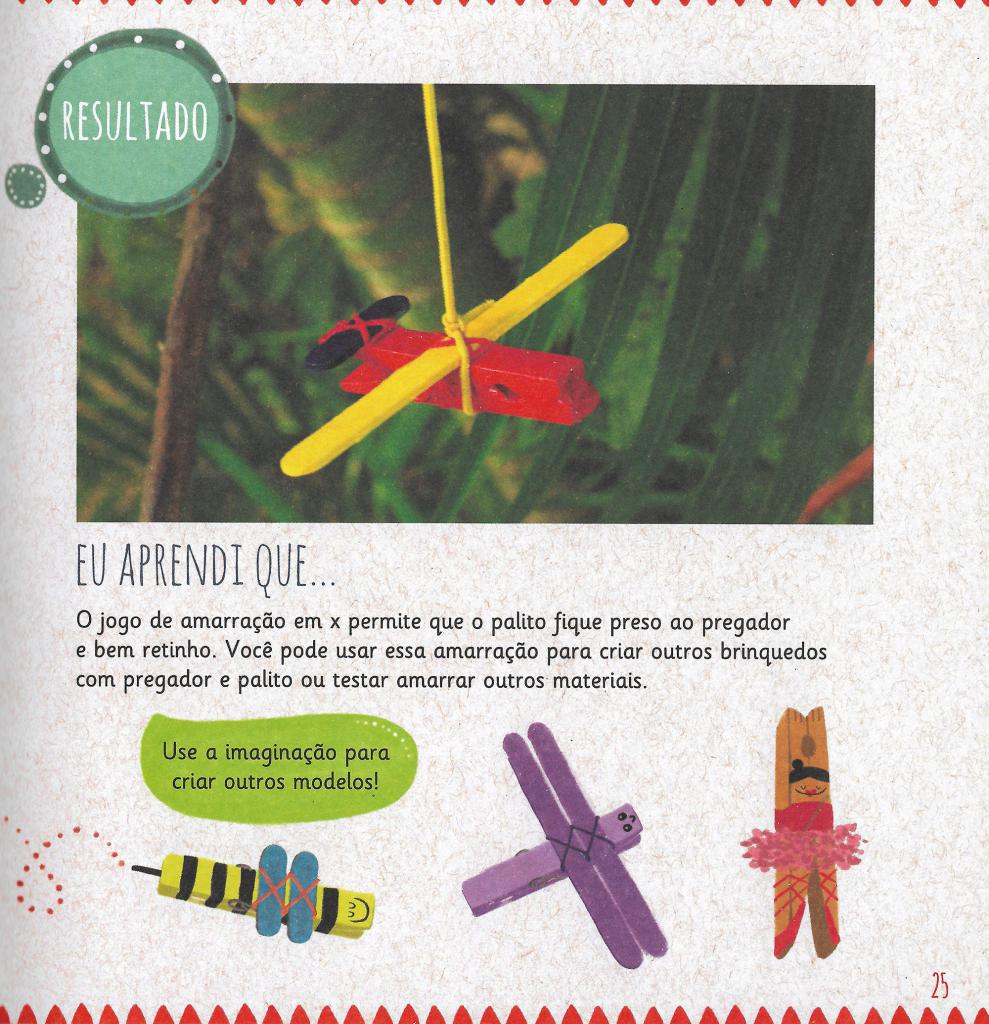 RESULTADO
EU APRENDI QUE...
O jogo de amarração em x permite que o palito fique preso ao pregador
e bem retinho. Você pode usar essa amarração para criar outros brinquedos
com pregador e palito ou testar amarrar outros materiais.
Use a imaginação para
criar outros modelos!
25